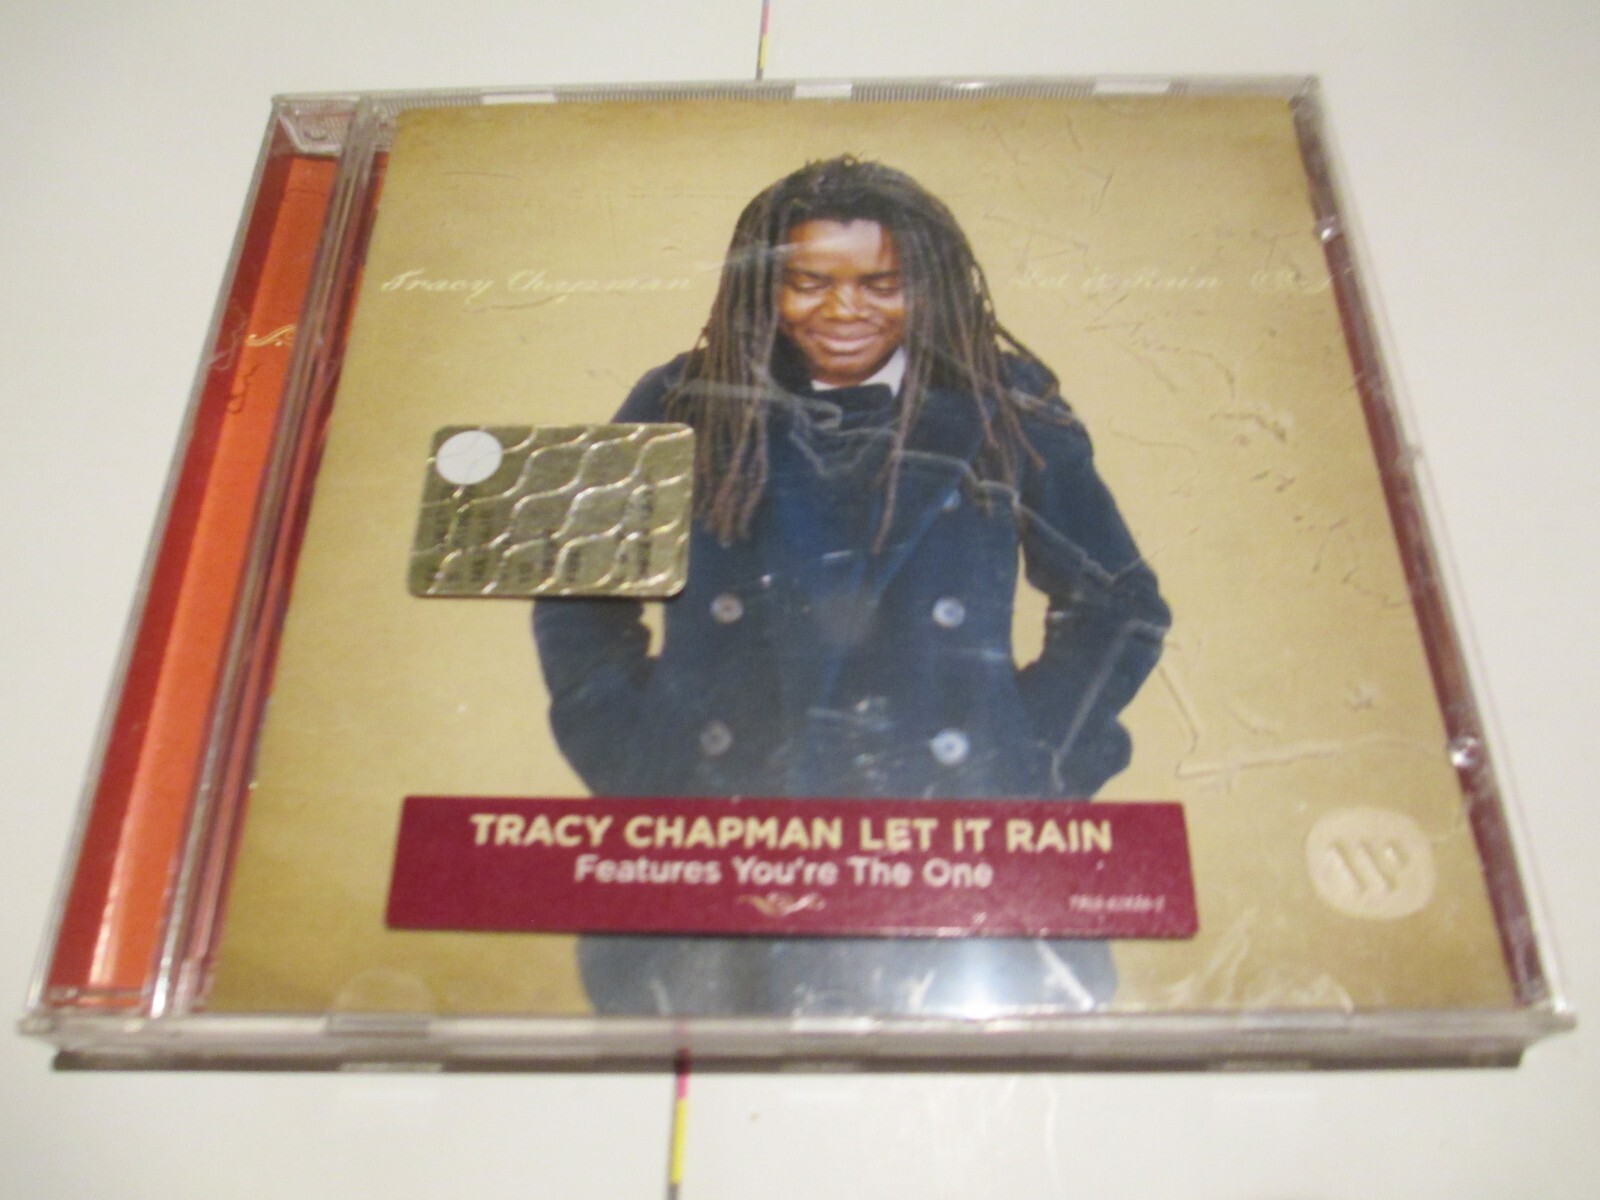 Tracy Chapman Let it Rain
TRACY CHAPMAN LET IT RAIN
Features You're The One